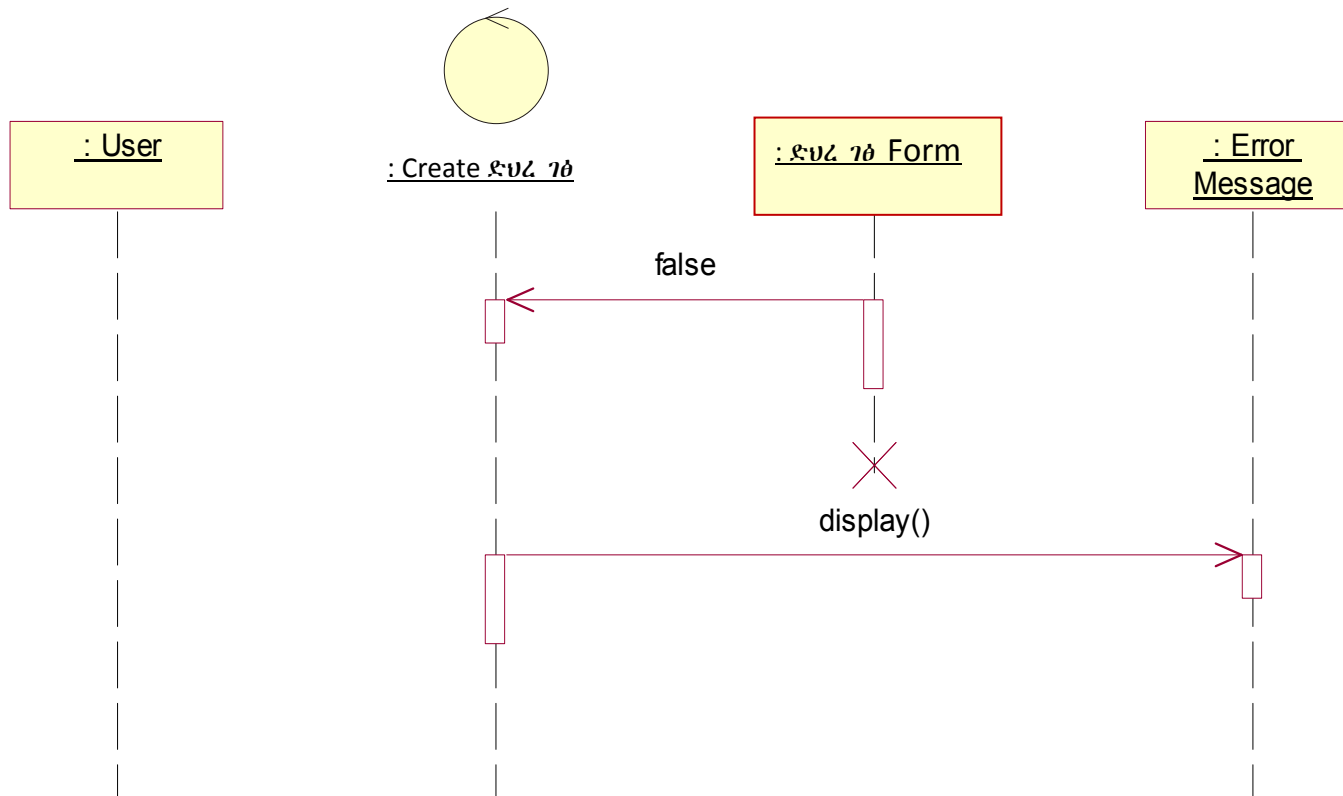 : User
: Create ድህረ ገፅ
: ድህረ ገፅ Form
: Error
Message
false
display()